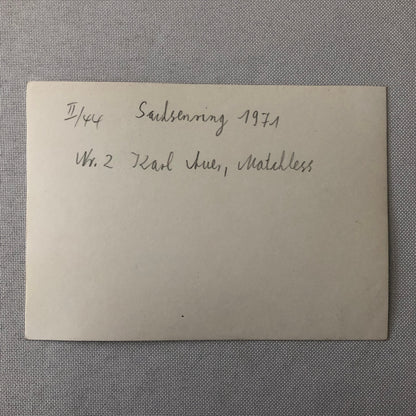 II/44 Sachsenring 1971
Nr. 2 Karl Auer, Matchless